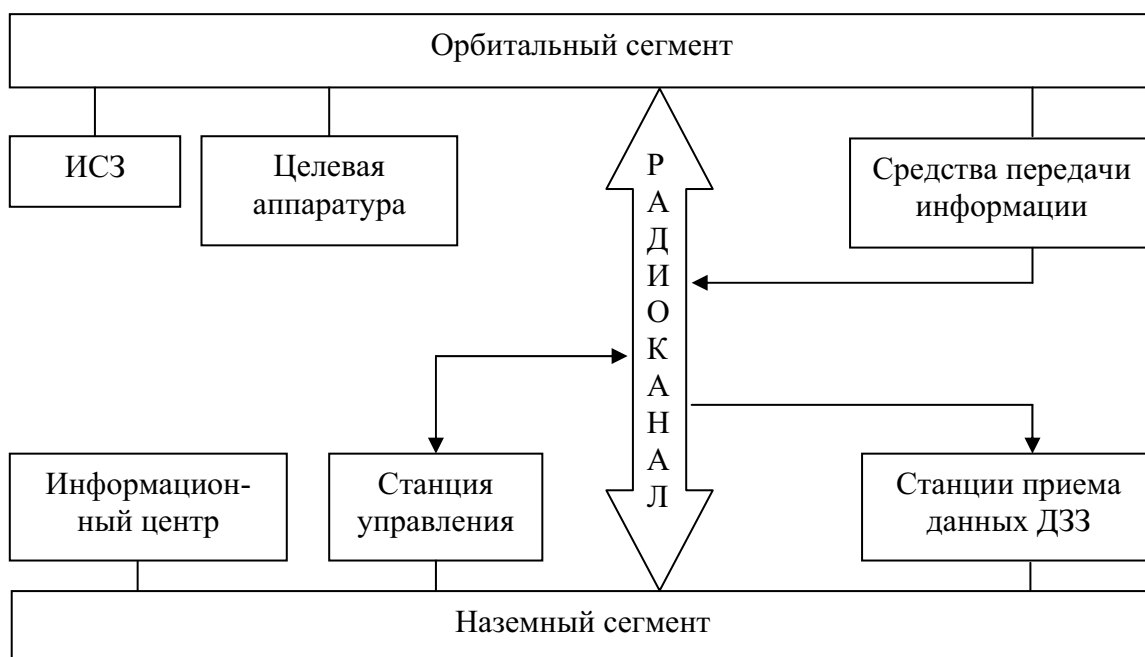 Орбитальный сегмент
ИСЗ
Целевая
аппаратура
РАДИОКАНАЛ
Средства передачи
информации
Информацион-
ный центр
Станция
управления
Станции приема
данных ДЗЗ
Наземный сегмент